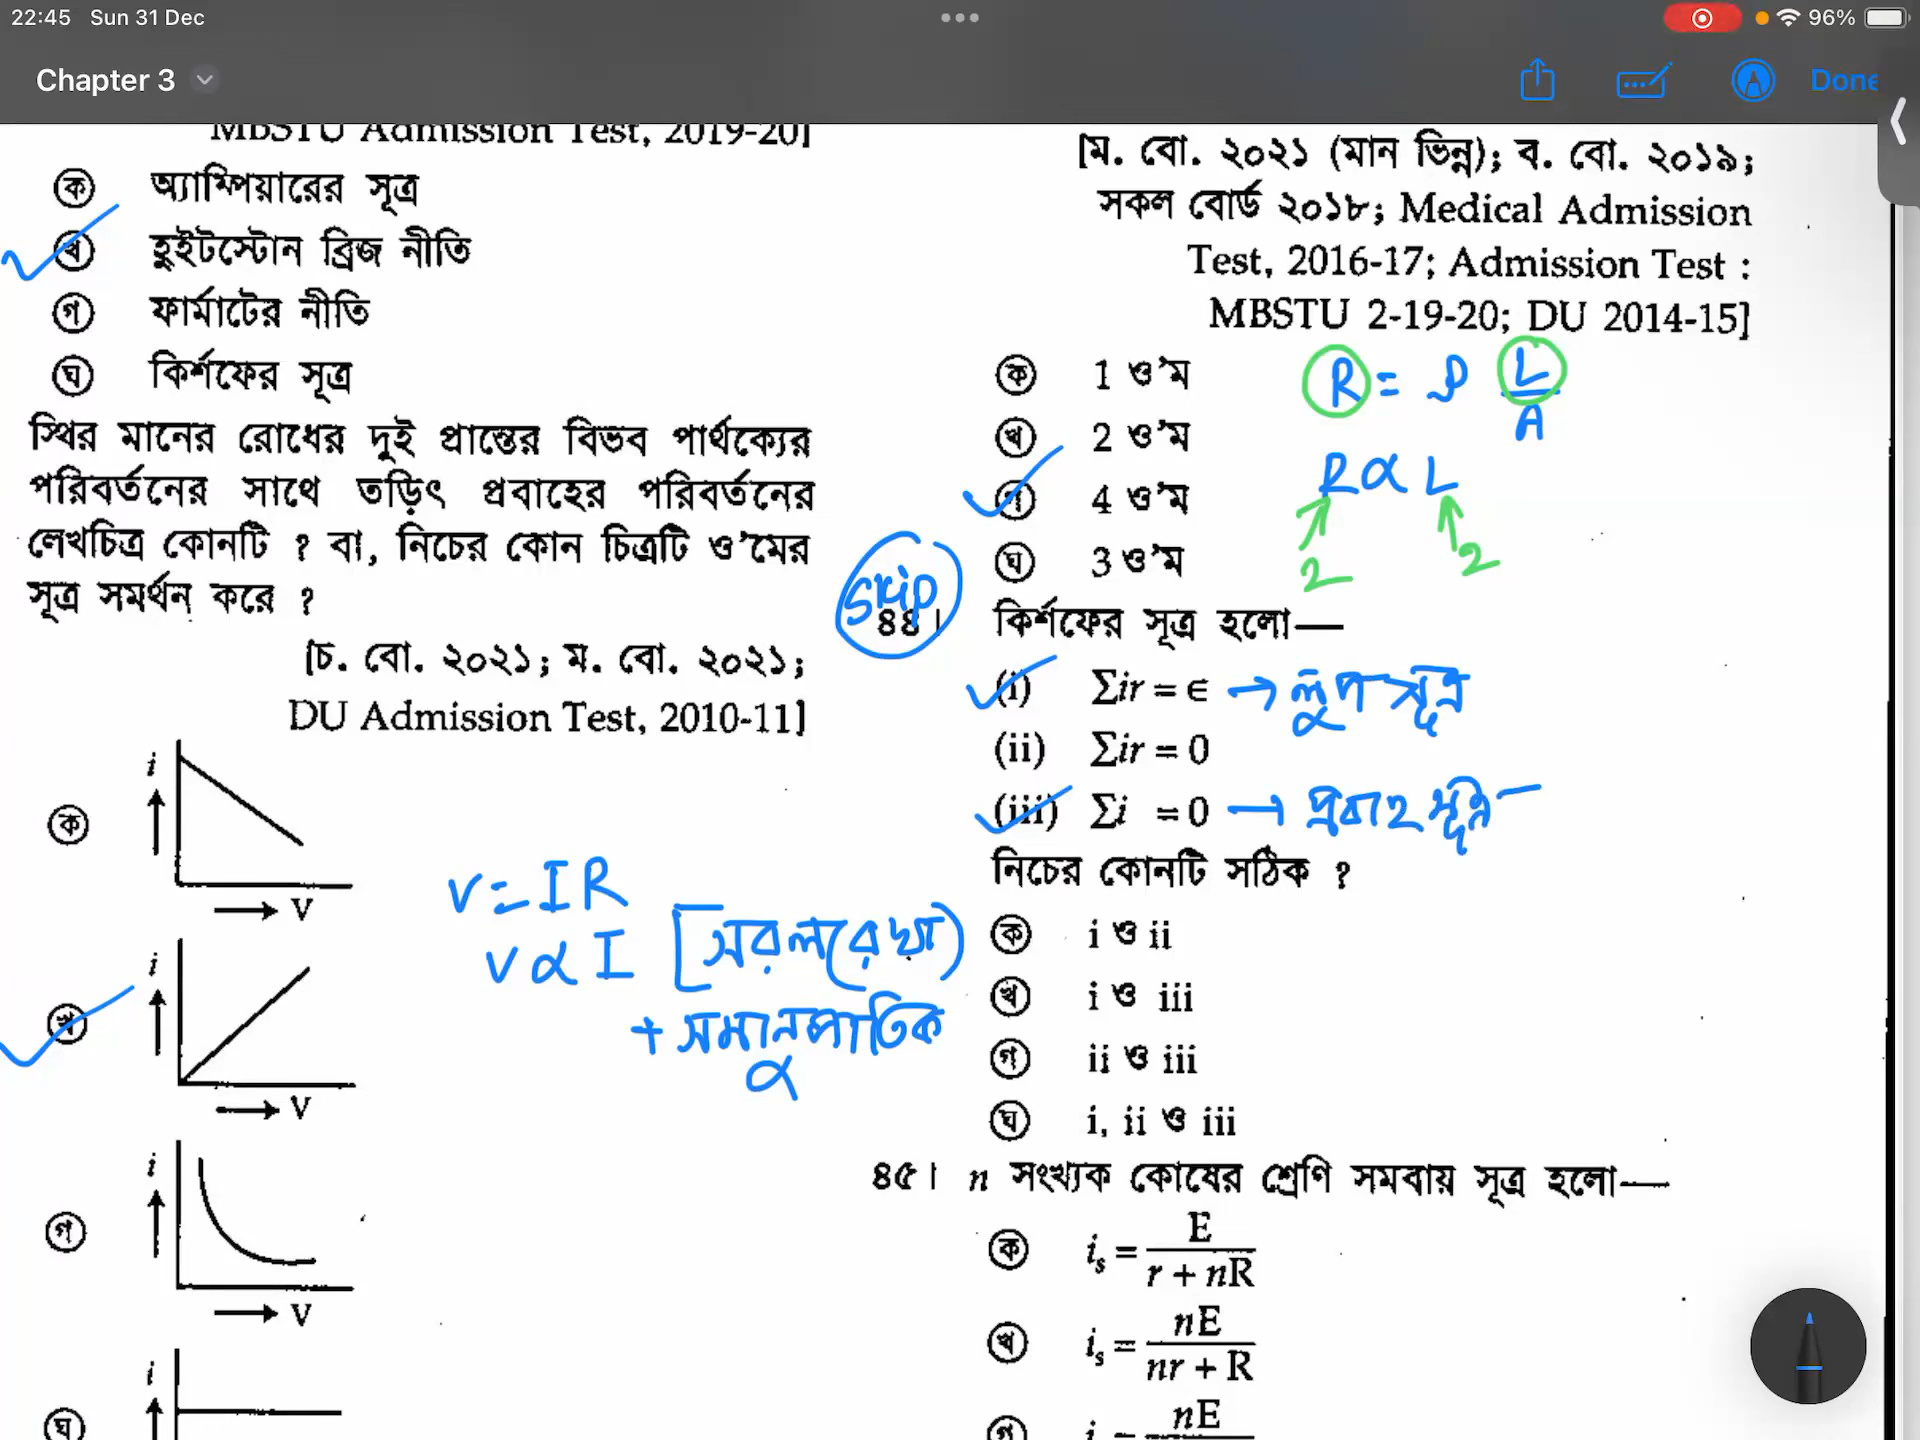 22:45 Sun 31 Dec
96%
Chapter 3
Done
MBSTU Admission Test, 2019-20]
ক অ্যাম্পিয়ারের সূত্র
খ হুইটস্টোন ব্রিজ নীতি
গ ফার্মাটের নীতি
ঘ কির্শফের সূত্র
স্থির মানের রোধের দুই প্রান্তের বিভব পার্থক্যের
পরিবর্তনের সাথে তড়িৎ প্রবাহের পরিবর্তনের
লেখচিত্র কোনটি ? বা, নিচের কোন চিত্রটি ও’মের
সূত্র সমর্থন করে ?
[চ. বো. ২০২১; ম. বো. ২০২১;
DU Admission Test, 2010-11]
ক i V
খ i V
গ i V
ঘ i
V = IR
V ∝ I [সরলরেখা)
+ সমানুপাতিক
∝
[ম. বো. ২০২১ (মান ভিন্ন); ব. বো. ২০১৯;
সকল বোর্ড ২০১৮; Medical Admission
Test, 2016-17; Admission Test :
MBSTU 2-19-20; DU 2014-15]
ক 1 ও’ম
খ 2 ও’ম
গ 4 ও’ম
ঘ 3 ও’ম
R = ρ L/A
R ∝ L
2 2
skip
৪৪। কির্শফের সূত্র হলো—
(i) Σir = ϵ → লুপ সূত্র
(ii) Σir = 0
(iii) Σi = 0 → প্রবাহ সূত্র
নিচের কোনটি সঠিক ?
ক i ও ii
খ i ও iii
গ ii ও iii
ঘ i, ii ও iii
৪৫। n সংখ্যক কোষের শ্রেণি সমবায় সূত্র হলো—
ক iₛ = E/(r + nR)
খ iₛ = nE/(nr + R)
গ i nE